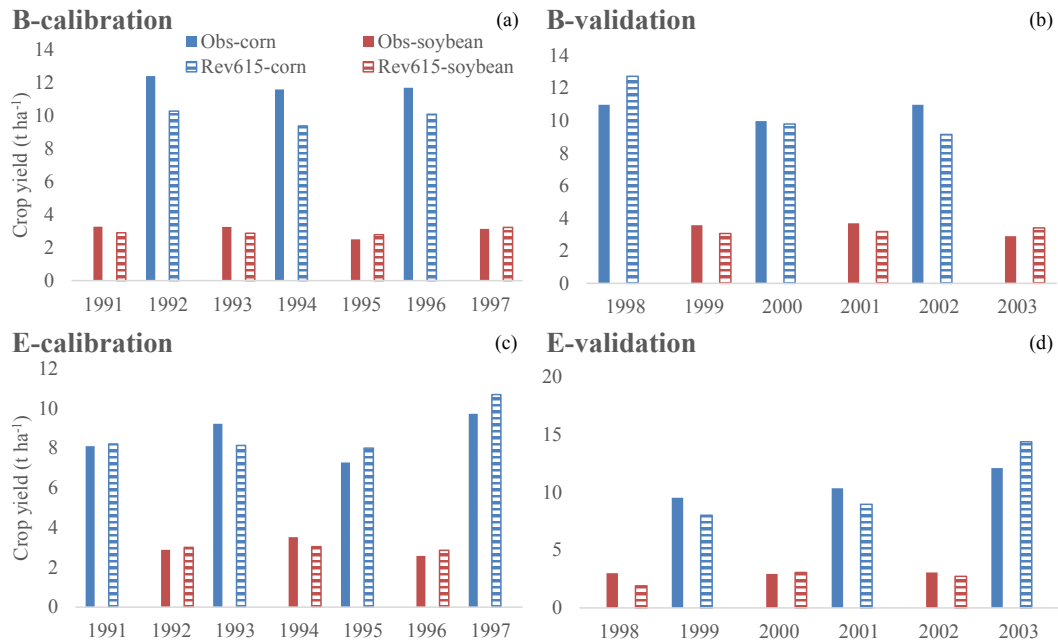 B-calibration (a)
Obs-corn Obs-soybean
Rev615-corn Rev615-soybean
Crop yield (t ha⁻¹)
14
12
10
8
6
4
2
0
1991 1992 1993 1994 1995 1996 1997
B-validation (b)
14
12
10
8
6
4
2
0
1998 1999 2000 2001 2002 2003
E-calibration (c)
Crop yield (t ha⁻¹)
12
10
8
6
4
2
0
1991 1992 1993 1994 1995 1996 1997
E-validation (d)
20
15
10
5
0
1998 1999 2000 2001 2002 2003